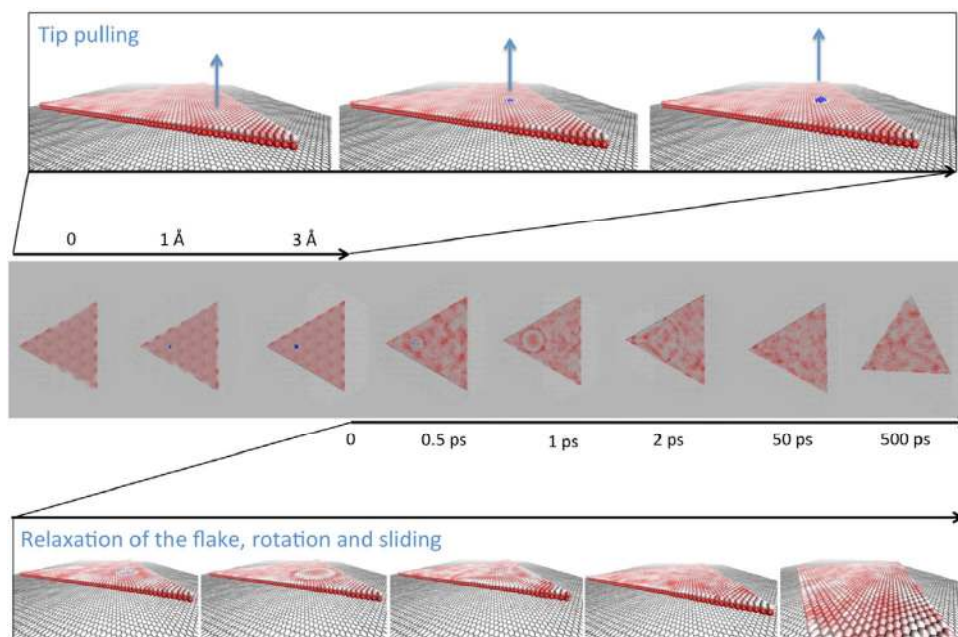 Tip pulling
0 1 Å 3 Å
0 0.5 ps 1 ps 2 ps 50 ps 500 ps
Relaxation of the flake, rotation and sliding